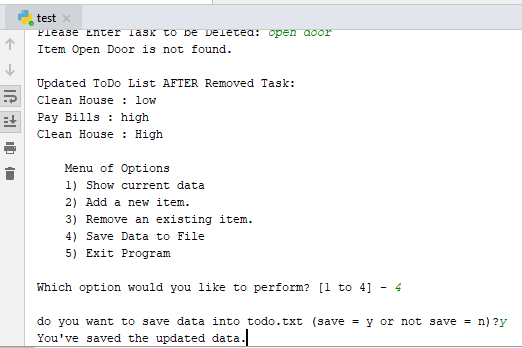 test
Please Enter Task to be Deleted: open door
Item Open Door is not found.
Updated ToDo List AFTER Removed Task:
Clean House : low
Pay Bills : high
Clean House : High
Menu of Options
1) Show current data
2) Add a new item.
3) Remove an existing item.
4) Save Data to File
5) Exit Program
Which option would you like to perform? [1 to 4] - 4
do you want to save data into todo.txt (save = y or not save = n)?y
You've saved the updated data.